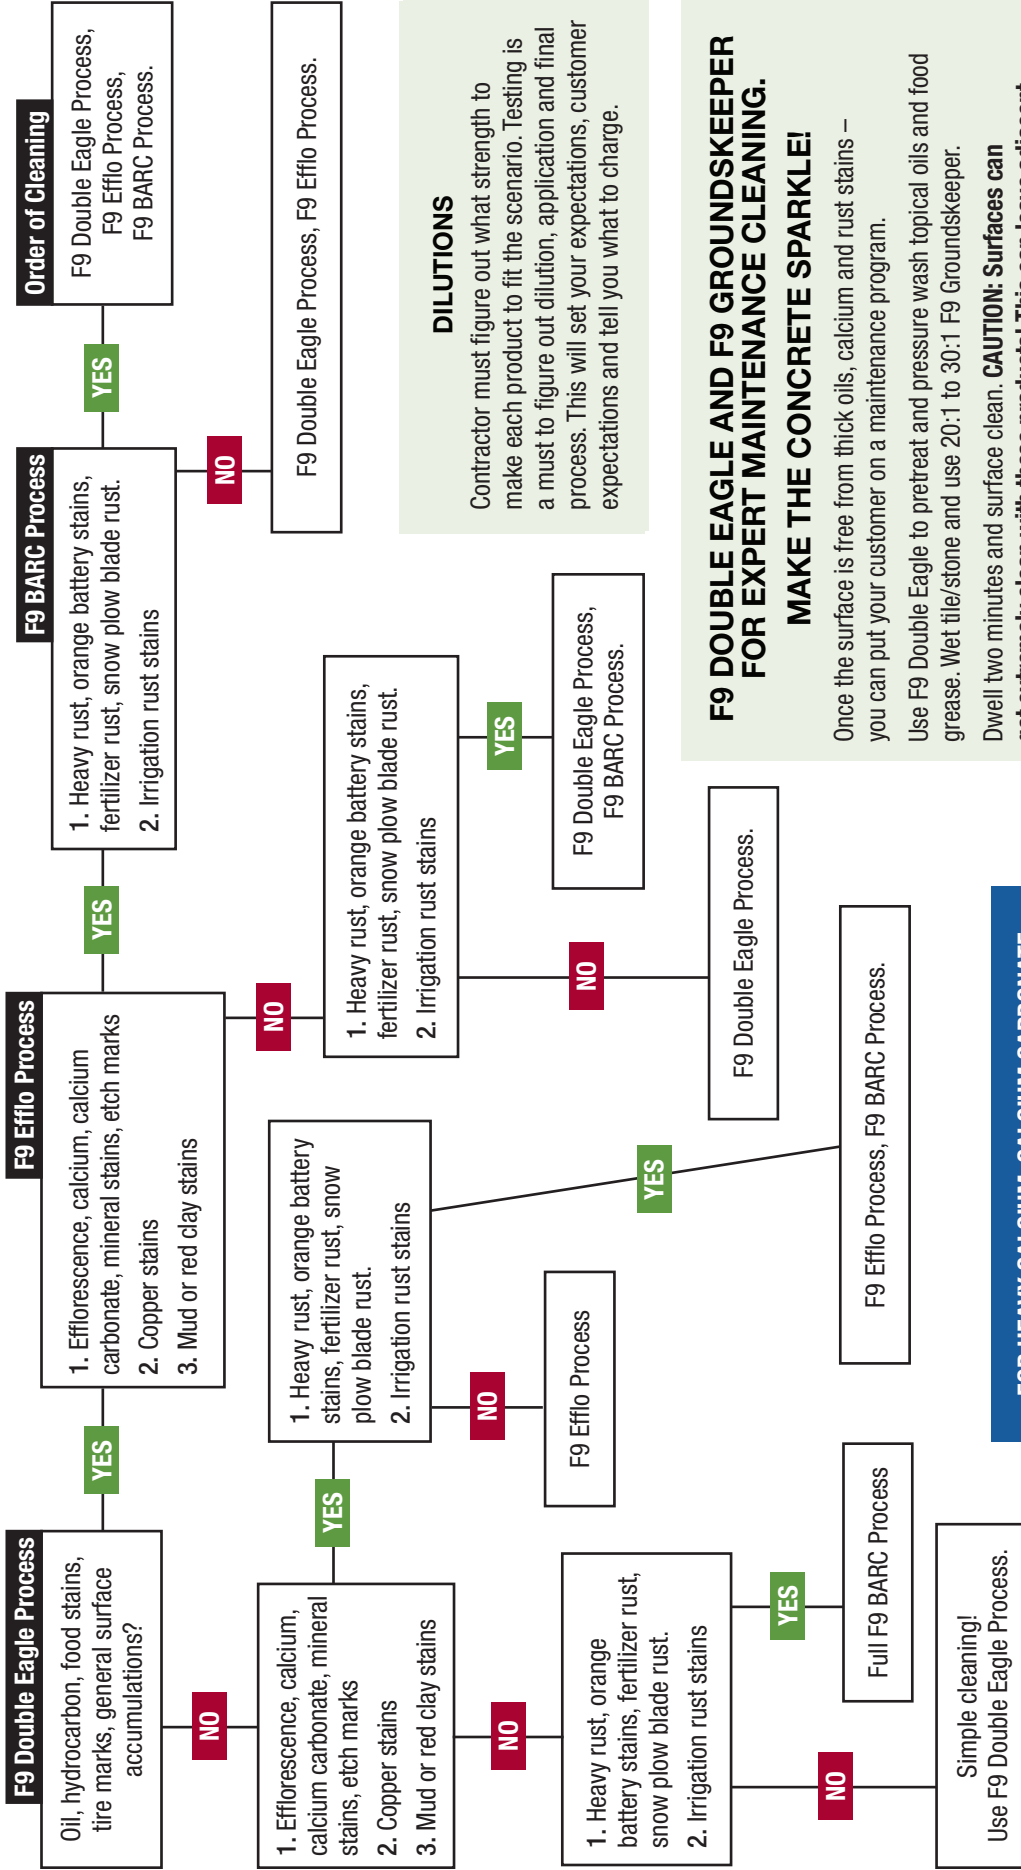 F9 Double Eagle Process
Oil, hydrocarbon, food stains,
tire marks, general surface
accumulations?
YES
F9 Efflo Process
1. Efflorescence, calcium, calcium
carbonate, mineral stains, etch marks
2. Copper stains
3. Mud or red clay stains
YES
F9 BARC Process
1. Heavy rust, orange battery stains,
fertilizer rust, snow plow blade rust.
2. Irrigation rust stains
YES
Order of Cleaning
F9 Double Eagle Process,
F9 Efflo Process,
F9 BARC Process.
NO
F9 Double Eagle Process, F9 Efflo Process.
NO
1. Heavy rust, orange battery stains,
fertilizer rust, snow plow blade rust.
2. Irrigation rust stains
YES
F9 Double Eagle Process,
F9 BARC Process.
NO
F9 Double Eagle Process.
NO
1. Efflorescence, calcium,
calcium carbonate, mineral
stains, etch marks
2. Copper stains
3. Mud or red clay stains
YES
1. Heavy rust, orange battery
stains, fertilizer rust, snow
plow blade rust.
2. Irrigation rust stains
NO
F9 Efflo Process
YES
F9 Efflo Process, F9 BARC Process.
NO
1. Heavy rust, orange
battery stains, fertilizer rust,
snow plow blade rust.
2. Irrigation rust stains
YES
Full F9 BARC Process
NO
Simple cleaning!
Use F9 Double Eagle Process.
DILUTIONS
Contractor must figure out what strength to
make each product to fit the scenario. Testing is
a must to figure out dilution, application and final
process. This will set your expectations, customer
expectations and tell you what to charge.
F9 DOUBLE EAGLE AND F9 GROUNDSKEEPER
FOR EXPERT MAINTENANCE CLEANING.
MAKE THE CONCRETE SPARKLE!
Once the surface is free from thick oils, calcium and rust stains –
you can put your customer on a maintenance program.
Use F9 Double Eagle to pretreat and pressure wash topical oils and food
grease. Wet tile/stone and use 20:1 to 30:1 F9 Groundskeeper.
Dwell two minutes and surface clean. CAUTION: Surfaces can
get extremely clean with these products! This can leave adjacent
FOR HEAVY CALCIUM, CALCIUM CARBONATE